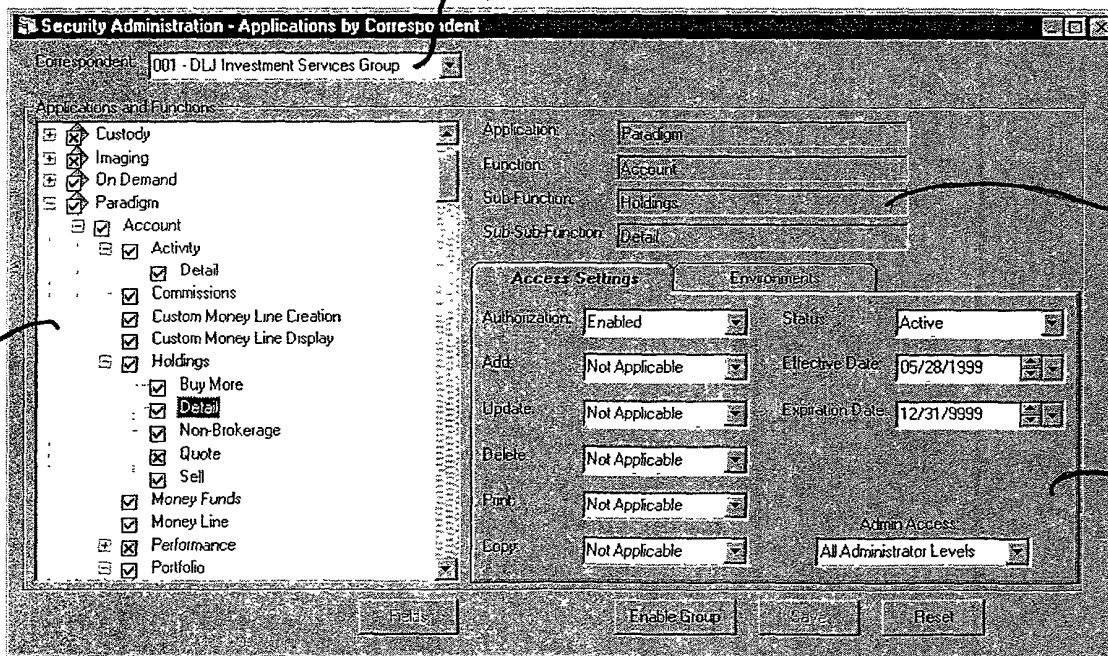 Security Administration - Applications by Correspondent
Correspondent: 001 - DLJ Investment Services Group
Applications and Functions
Custody
Imaging
On Demand
Paradigm
Account
Activity
Detail
Commissions
Custom Money Line Creation
Custom Money Line Display
Holdings
Buy More
Detail
Non-Brokerage
Quote
Sell
Money Funds
Money Line
Performance
Portfolio
Application: Paradigm
Function: Account
Sub-Function: Holdings
Sub-Sub-Function: Detail
Access Settings
Environments
Authorization: Enabled
Status: Active
Add: Not Applicable
Effective Date: 05/28/1999
Update: Not Applicable
Expiration Date: 12/31/9999
Delete: Not Applicable
Print: Not Applicable
Admin Access
Copy: Not Applicable
All Administrator Levels
Fields
Enable Group
Save
Reset